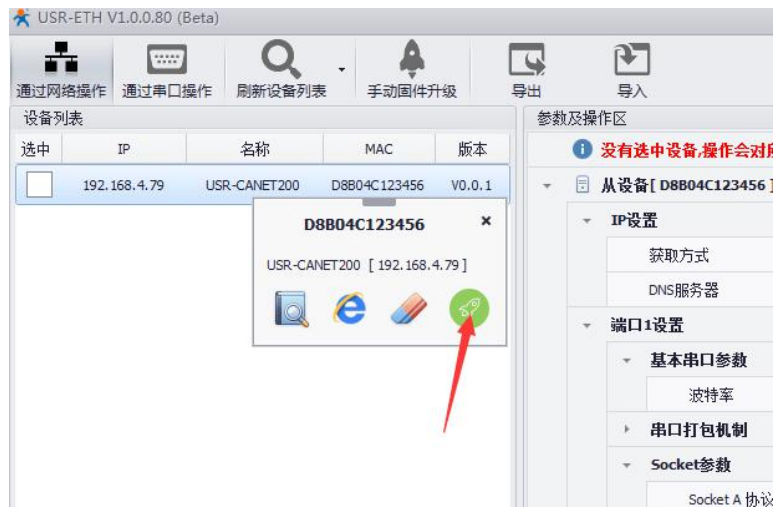 USR-ETH V1.0.0.80 (Beta)
通过网络操作 通过串口操作 刷新设备列表 手动固件升级 导出 导入
设备列表
参数及操作区
选中 IP 名称 MAC 版本
没有选中设备,操作会对
192.168.4.79 USR-CANET200 D8B04C123456 V0.0.1
从设备[ D8B04C123456 ]
D8B04C123456 ×
IP设置
USR-CANET200 [ 192.168.4.79 ]
获取方式
DNS服务器
端口1设置
基本串口参数
波特率
串口打包机制
Socket参数
Socket A 协议